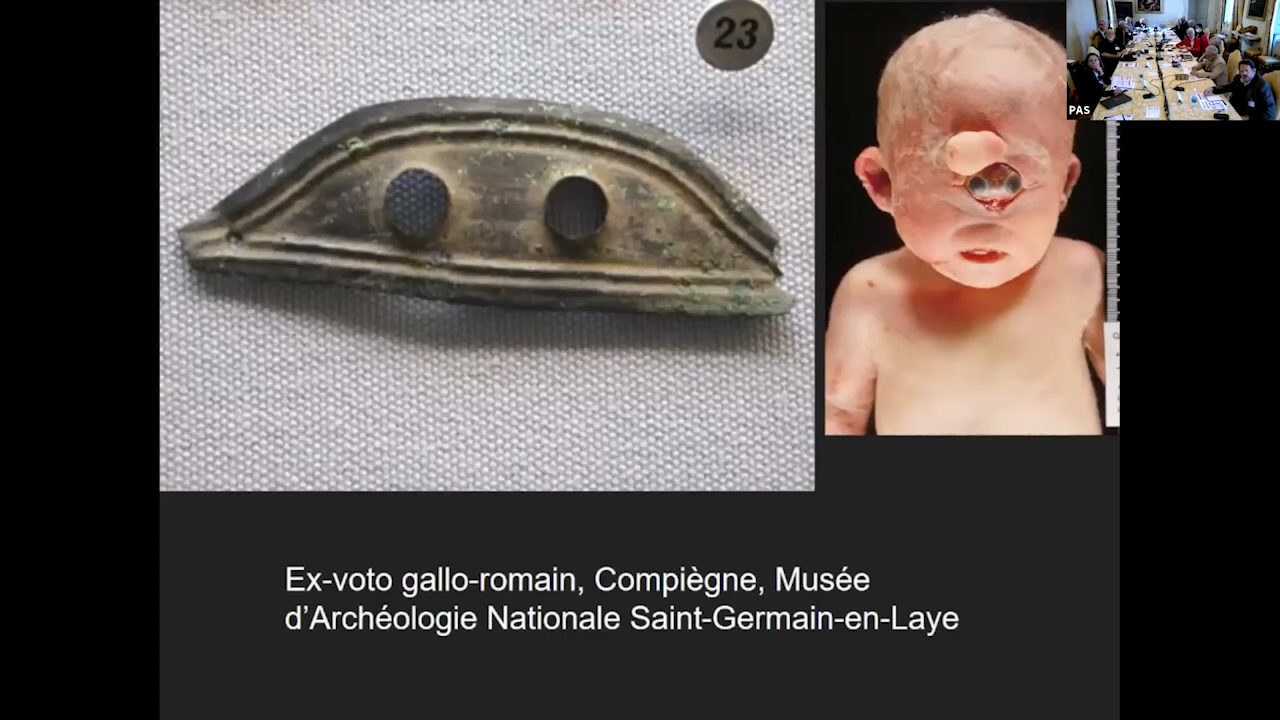 23
PAS
Ex-voto gallo-romain, Compiègne, Musée
d'Archéologie Nationale Saint-Germain-en-Laye